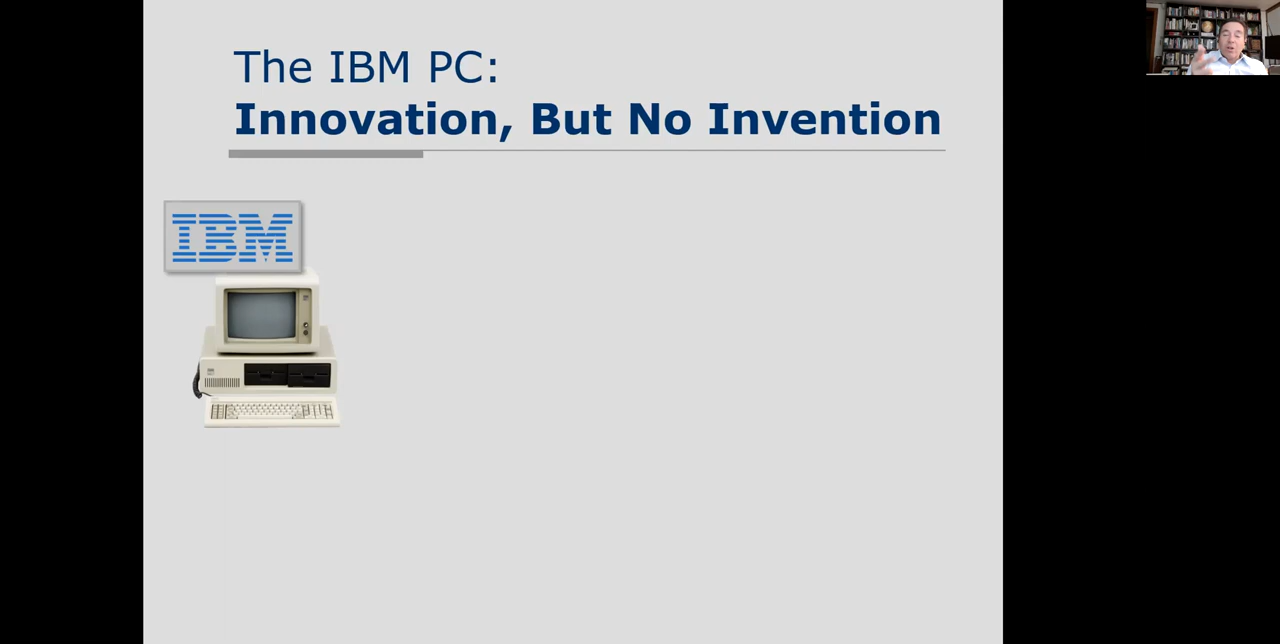 The IBM PC:
Innovation, But No Invention
IBM